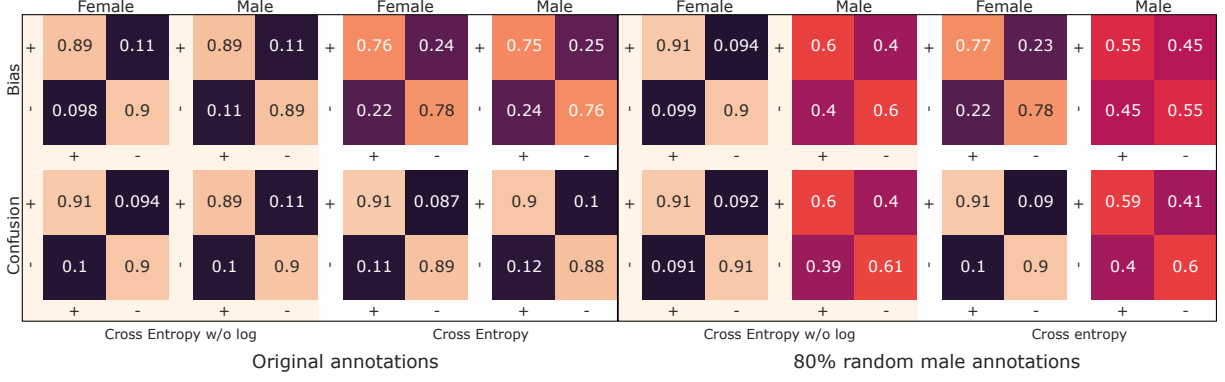 Female Male Female Male Female Male Female Male
Bias
+ 0.89 0.11 + 0.89 0.11 + 0.76 0.24 + 0.75 0.25 + 0.91 0.094 + 0.6 0.4 + 0.77 0.23 + 0.55 0.45
- 0.098 0.9 - 0.11 0.89 - 0.22 0.78 - 0.24 0.76 - 0.099 0.9 - 0.4 0.6 - 0.22 0.78 - 0.45 0.55
+ - + - + - + - + - + - + - + -
Confusion
+ 0.91 0.094 + 0.89 0.11 + 0.91 0.087 + 0.9 0.1 + 0.91 0.092 + 0.6 0.4 + 0.91 0.09 + 0.59 0.41
- 0.1 0.9 - 0.1 0.9 - 0.11 0.89 - 0.12 0.88 - 0.091 0.91 - 0.39 0.61 - 0.1 0.9 - 0.4 0.6
+ - + - + - + - + - + - + - + -
Cross Entropy w/o log Cross Entropy Cross Entropy w/o log Cross entropy
Original annotations 80% random male annotations